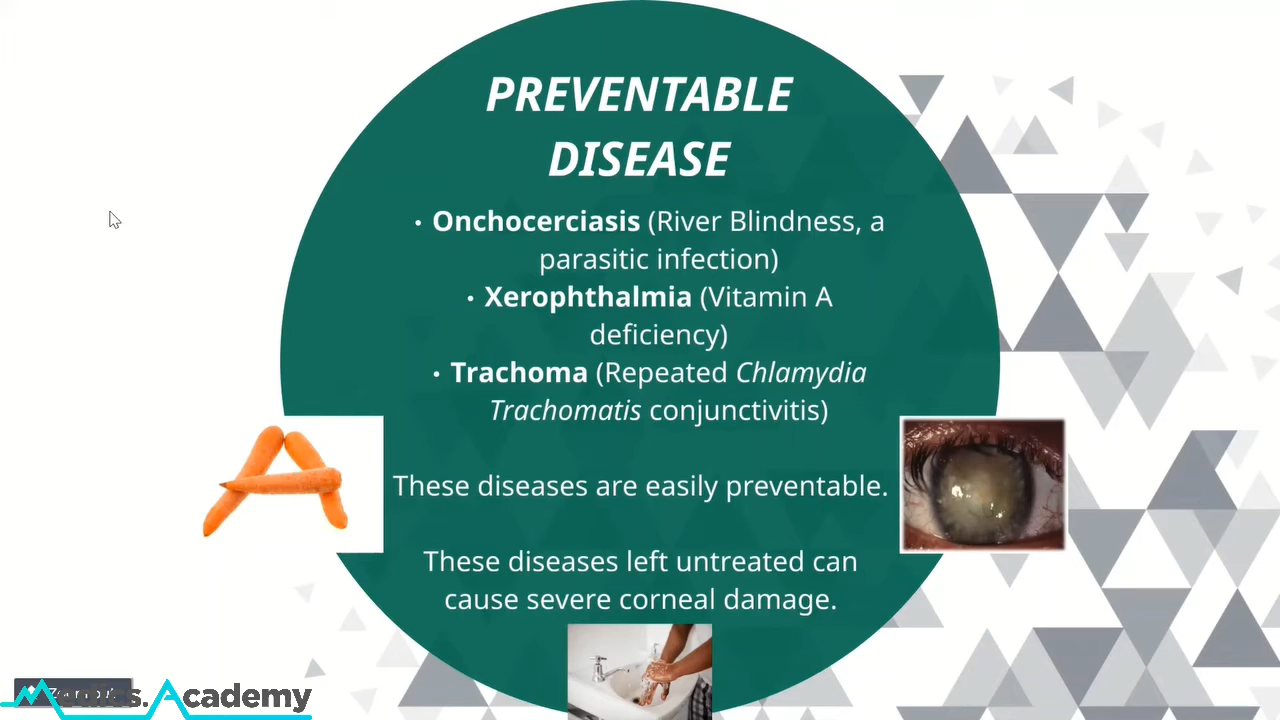 PREVENTABLE
DISEASE
• Onchocerciasis (River Blindness, a
parasitic infection)
• Xerophthalmia (Vitamin A
deficiency)
• Trachoma (Repeated Chlamydia
Trachomatis conjunctivitis)
These diseases are easily preventable.
These diseases left untreated can
cause severe corneal damage.
Medics.Academy